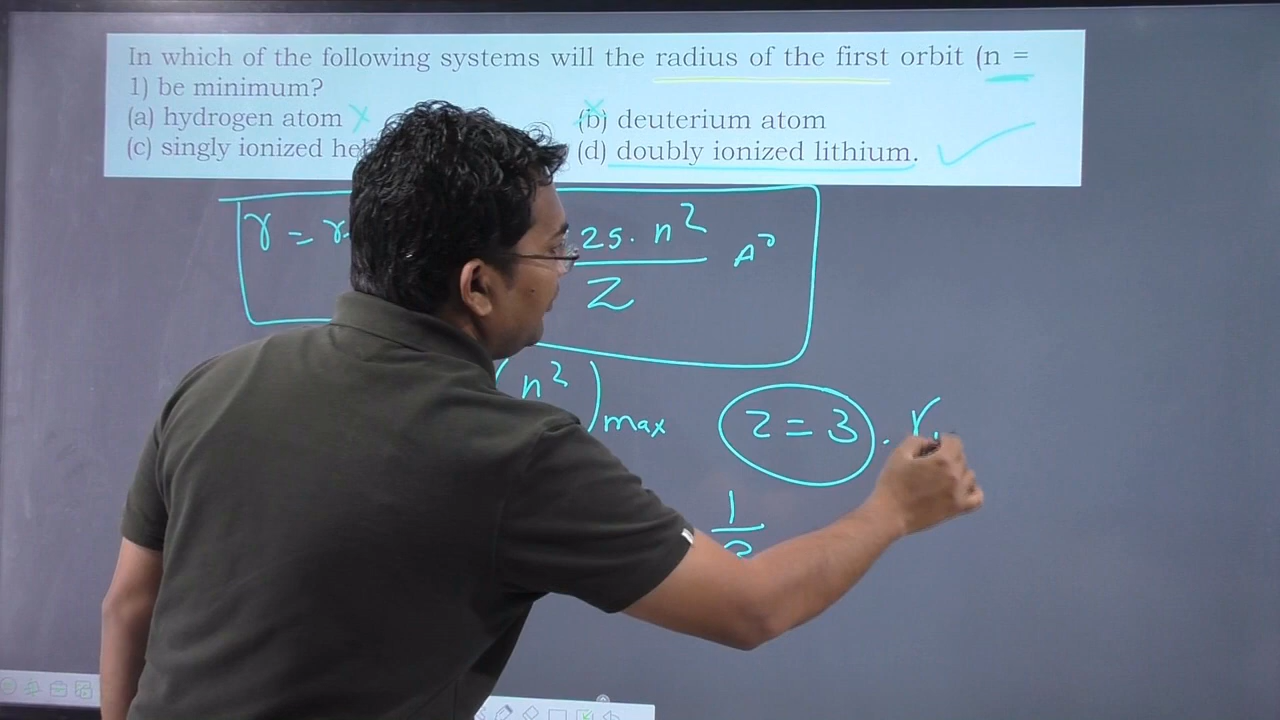 In which of the following systems will the radius of the first orbit (n =
1) be minimum?
(a) hydrogen atom (b) deuterium atom
(c) singly ionized (d) doubly ionized lithium.
r = 25. n² A°
Z
( n² ) max
Z = 3 . r
1